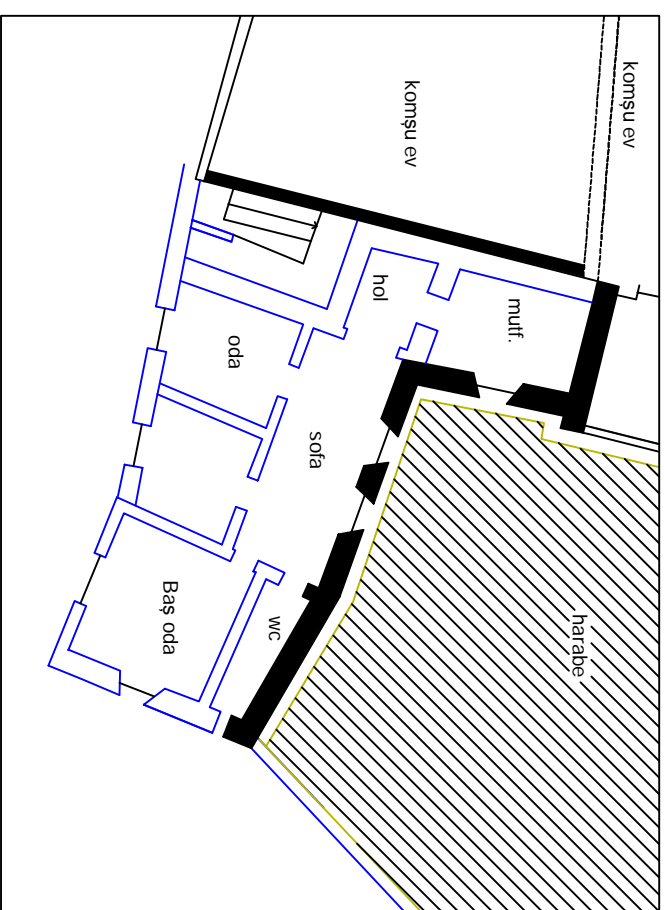 komşu ev
komşu ev
hol
mutf.
oda
sofa
Baş oda
wc
harabe